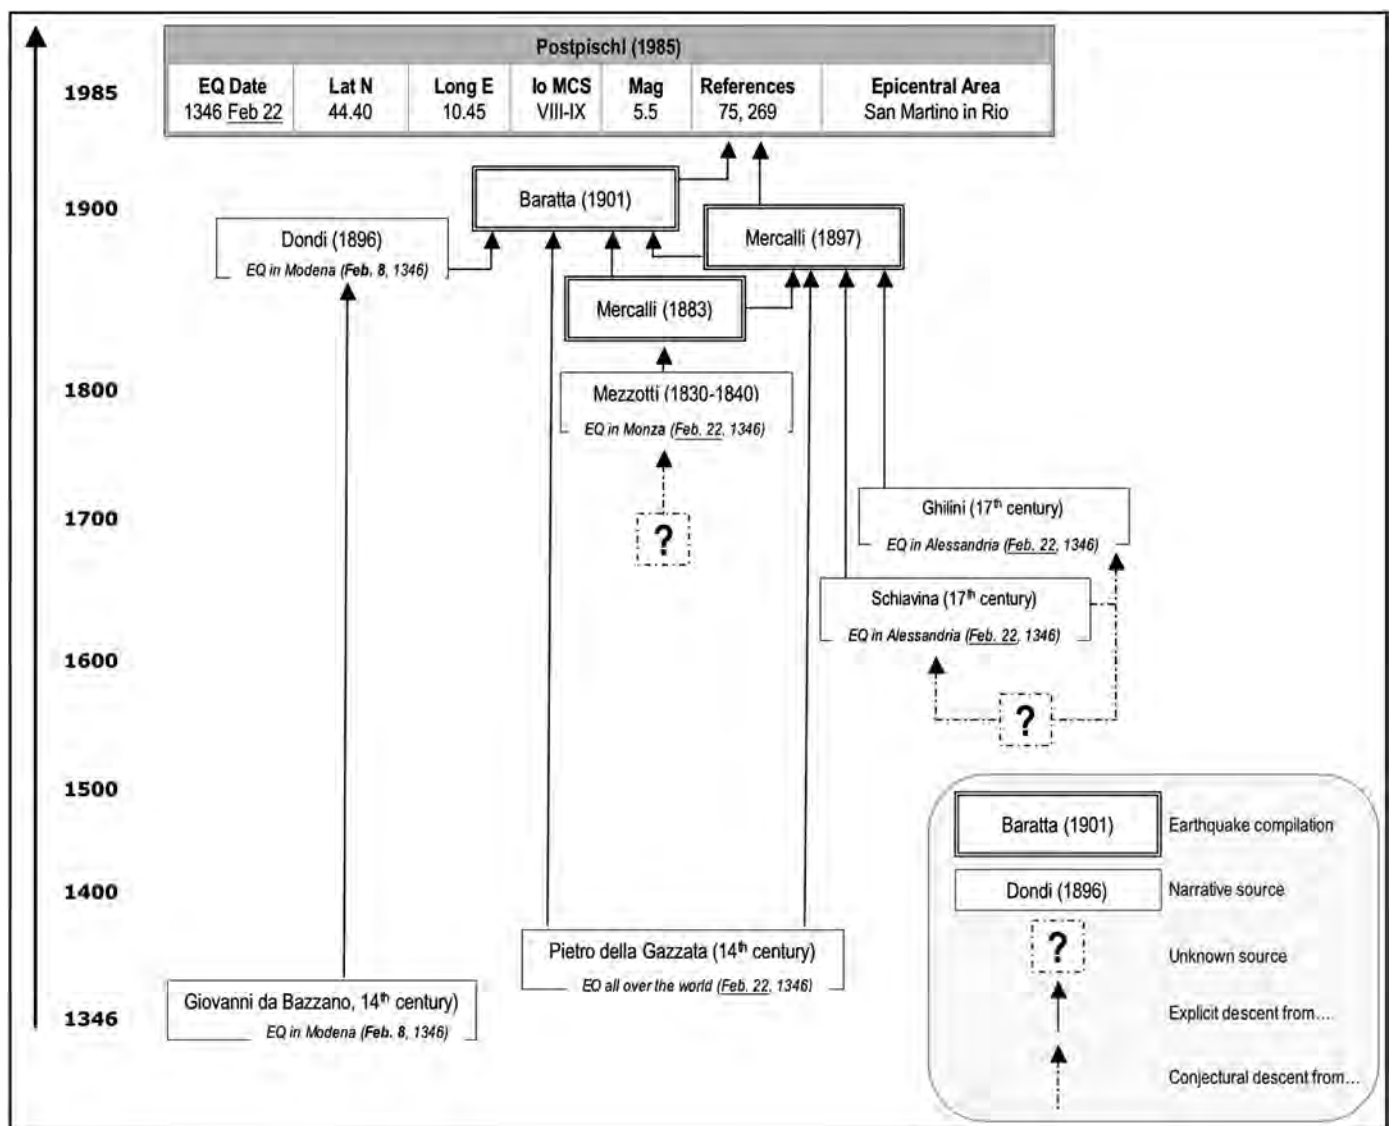 Postpischl (1985)
EQ Date Lat N Long E Io MCS Mag References Epicentral Area
1346 Feb 22 44.40 10.45 VIII-IX 5.5 75, 269 San Martino in Rio
1985
Baratta (1901)
1900
Dondi (1896)
EQ in Modena (Feb. 8, 1346)
Mercalli (1897)
Mercalli (1883)
1800
Mezzotti (1830-1840)
EQ in Monza (Feb. 22, 1346)
1700
Ghilini (17th century)
EQ in Alessandria (Feb. 22, 1346)
?
Schiavina (17th century)
EQ in Alessandria (Feb. 22, 1346)
1600
?
1500
1400
Pietro della Gazzata (14th century)
EQ all over the world (Feb. 22, 1346)
1346
Giovanni da Bazzano, 14th century)
EQ in Modena (Feb. 8, 1346)
Baratta (1901) Earthquake compilation
Dondi (1896) Narrative source
? Unknown source
Explicit descent from....
Conjectural descent from...